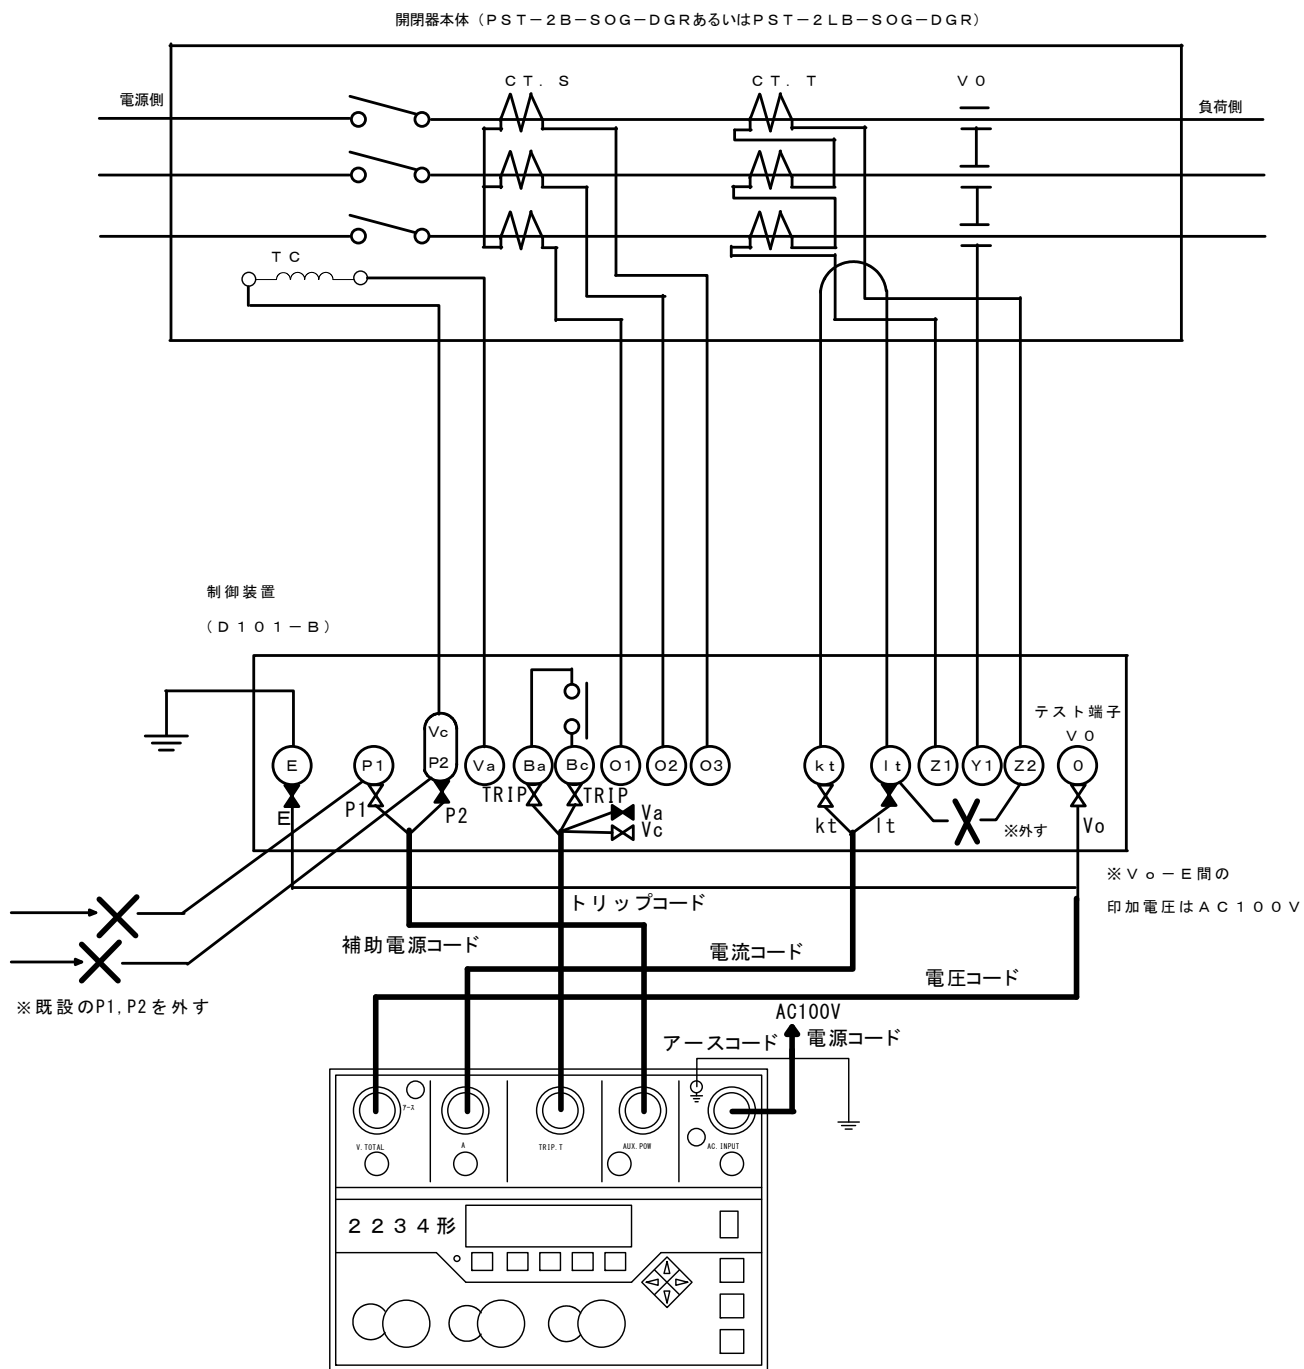 開閉器本体（PST－2B－SOG－DGRあるいはPST－2LB－SOG－DGR）
CT．S
CT．T
V0
電源側
負荷側
TC
制御装置
（D101－B）
テスト端子
V0
E
P1
Vc
P2
Va
Ba
Bc
O1
O2
O3
kt
lt
Z1
Y1
Z2
0
E
P1
P2
TRIP
TRIP
Va
Vc
kt
lt
※外す
Vo
※Vo－E間の
印加電圧はAC100V
トリップコード
補助電源コード
電流コード
電圧コード
※既設のP1,P2を外す
AC100V
アースコード
電源コード
アース
V.TOTAL
A
TRIP.T
AUX.POW
AC.INPUT
2234形